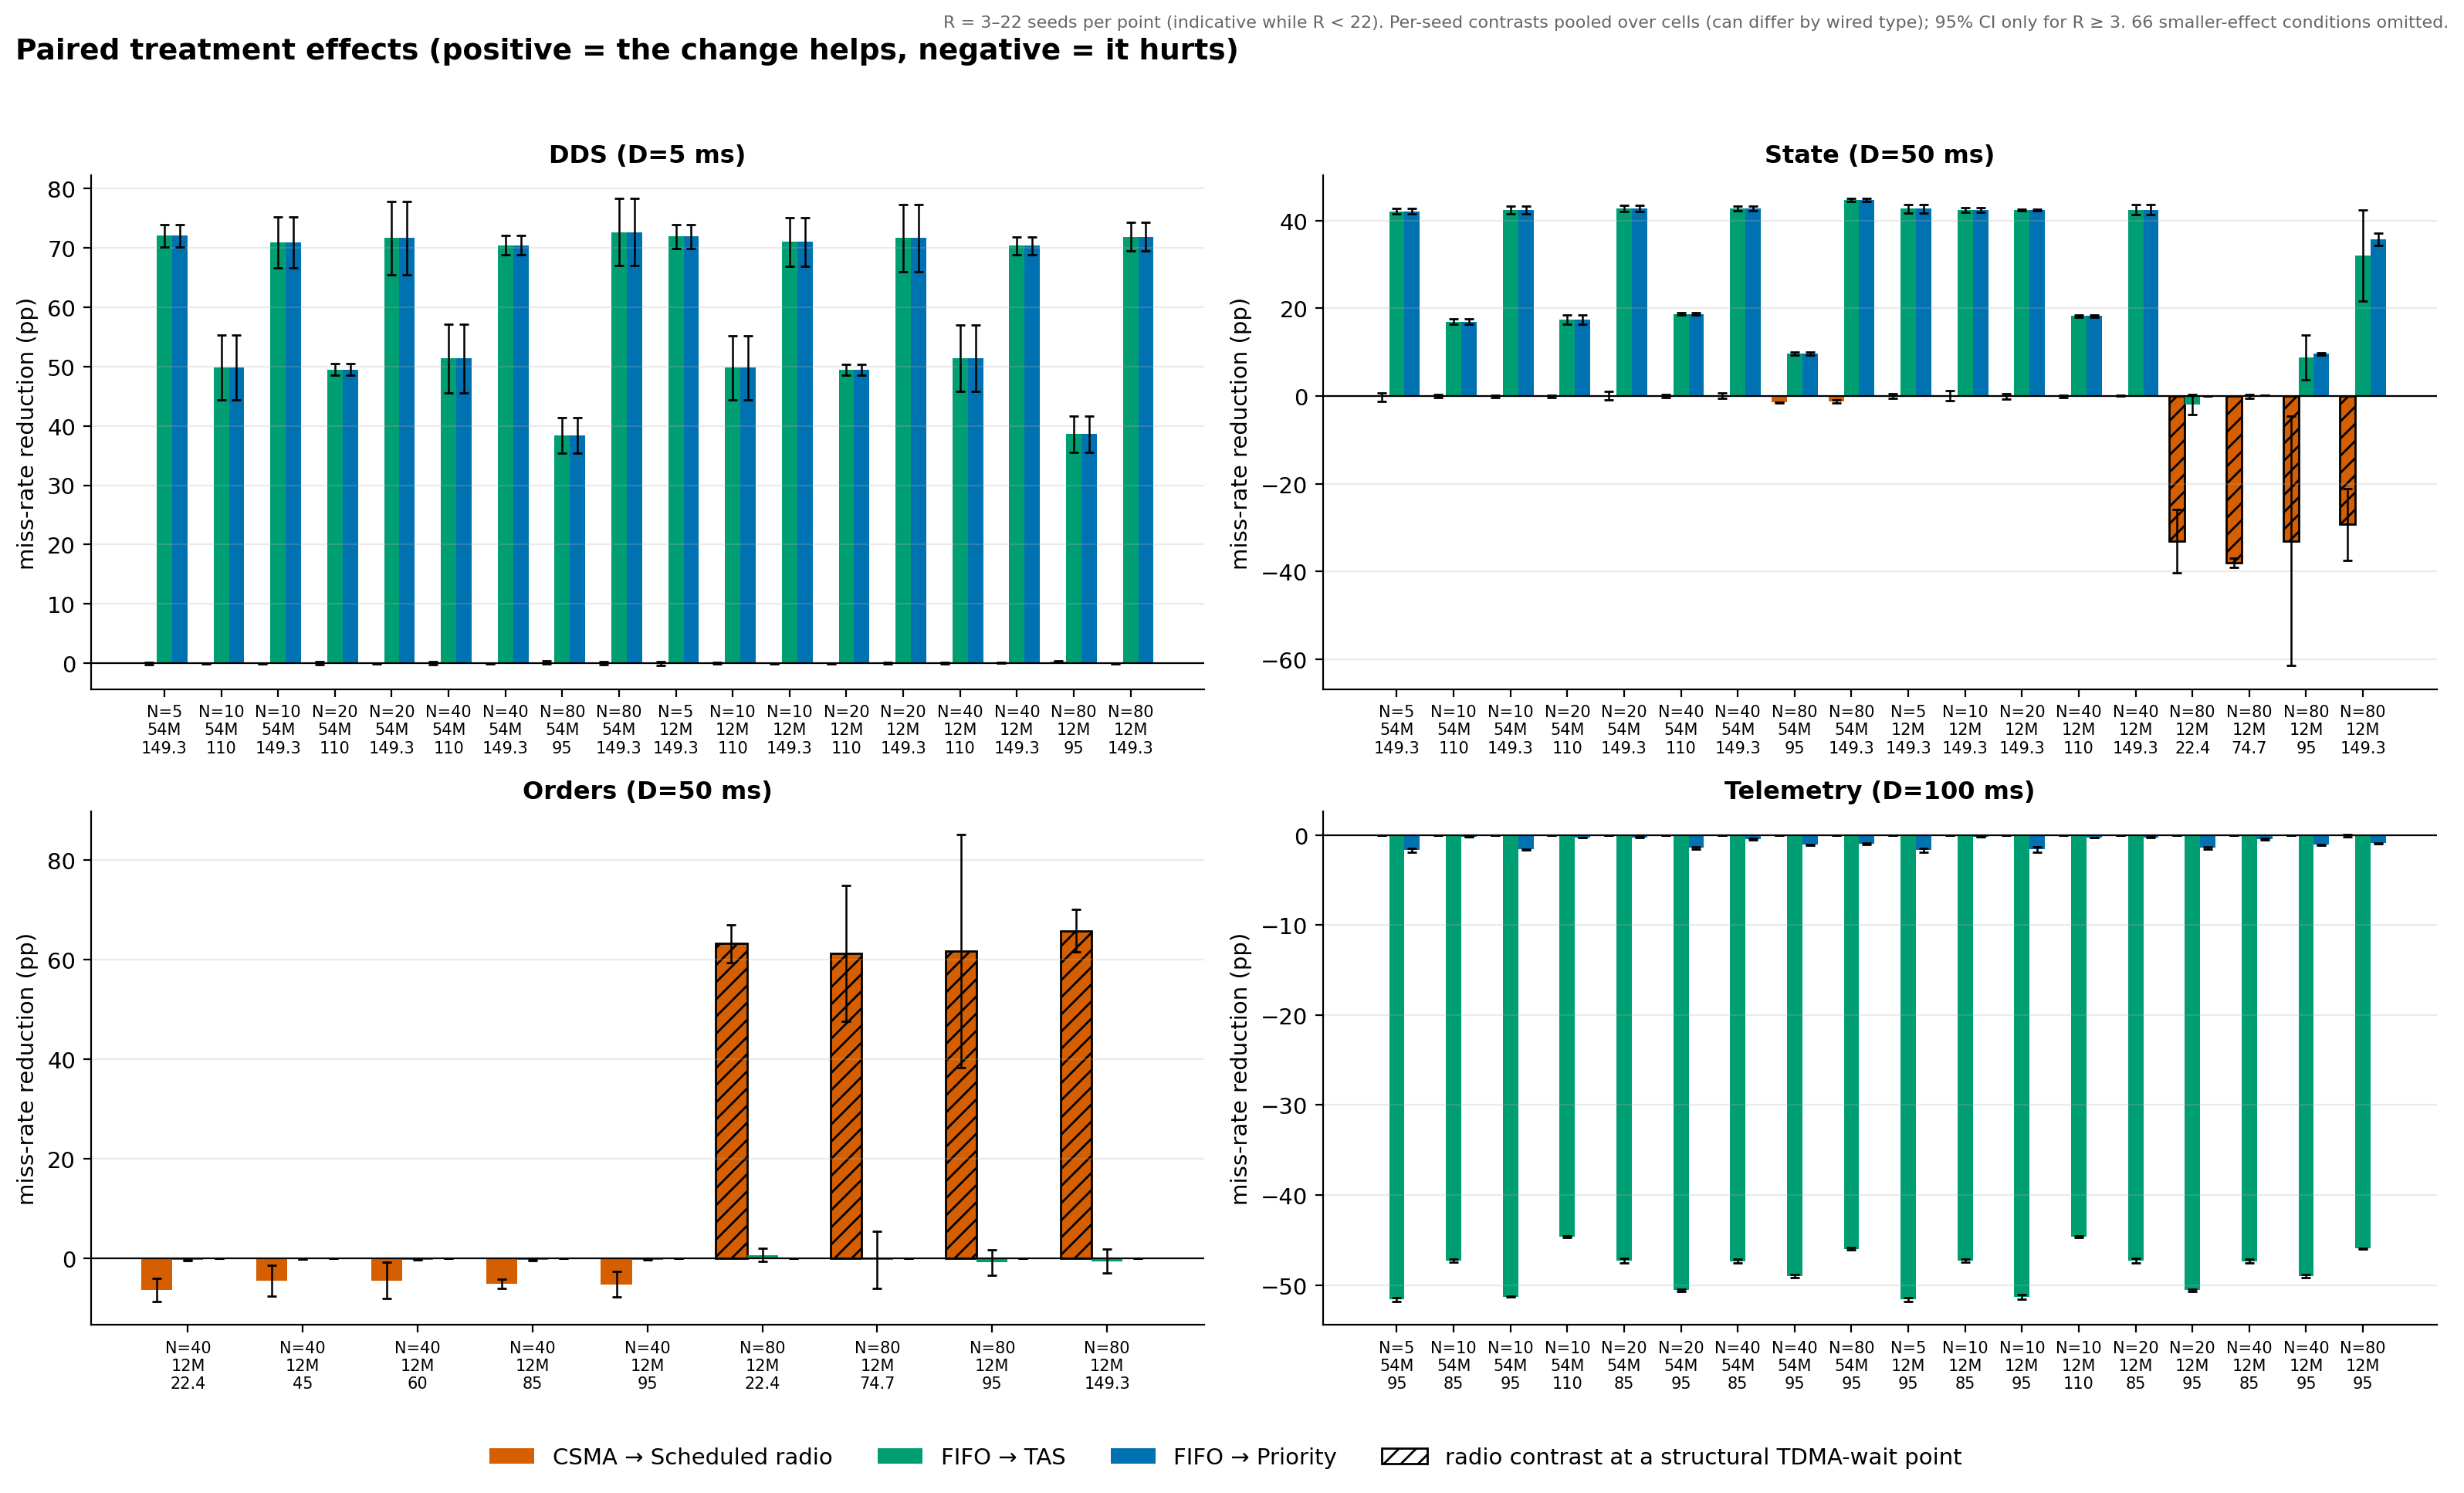 R = 3–22 seeds per point (indicative while R < 22). Per-seed contrasts pooled over cells (can differ by wired type); 95% CI only for R ≥ 3. 66 smaller-effect conditions omitted.
Paired treatment effects (positive = the change helps, negative = it hurts)
DDS (D=5 ms)
miss-rate reduction (pp)
80
70
60
50
40
30
20
10
0
N=5 N=10 N=10 N=20 N=20 N=40 N=40 N=80 N=80 N=5 N=10 N=10 N=20 N=20 N=40 N=40 N=80 N=80
54M 54M 54M 54M 54M 54M 54M 54M 54M 12M 12M 12M 12M 12M 12M 12M 12M 12M
149.3 110 149.3 110 149.3 110 149.3 95 149.3 149.3 110 149.3 110 149.3 110 149.3 95 149.3
State (D=50 ms)
miss-rate reduction (pp)
40
20
0
−20
−40
−60
N=5 N=10 N=10 N=20 N=20 N=40 N=40 N=80 N=80 N=5 N=10 N=20 N=40 N=40 N=80 N=80 N=80 N=80
54M 54M 54M 54M 54M 54M 54M 54M 54M 12M 12M 12M 12M 12M 12M 12M 12M 12M
149.3 110 149.3 110 149.3 110 149.3 95 149.3 149.3 149.3 149.3 110 149.3 22.4 74.7 95 149.3
Orders (D=50 ms)
miss-rate reduction (pp)
80
60
40
20
0
N=40 N=40 N=40 N=40 N=40 N=80 N=80 N=80 N=80
12M 12M 12M 12M 12M 12M 12M 12M 12M
22.4 45 60 85 95 22.4 74.7 95 149.3
Telemetry (D=100 ms)
miss-rate reduction (pp)
0
−10
−20
−30
−40
−50
N=5 N=10 N=10 N=10 N=20 N=20 N=40 N=40 N=80 N=5 N=10 N=10 N=10 N=20 N=20 N=40 N=40 N=80
54M 54M 54M 54M 54M 54M 54M 54M 54M 12M 12M 12M 12M 12M 12M 12M 12M 12M
95 85 95 110 85 95 85 95 95 95 85 95 110 85 95 85 95 95
CSMA → Scheduled radio
FIFO → TAS
FIFO → Priority
radio contrast at a structural TDMA-wait point